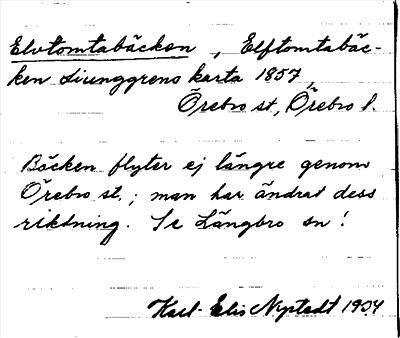 Elvtomtabäcken, Elftomtabäc-
ken Liunggrens karta 1857,
Örebro st, Örebro l.
Bäcken flyter ej längre genom
Örebro st.; man har ändrat dess
riktning. Se Längbro sn!
Karl-Elis Nystedt 1934